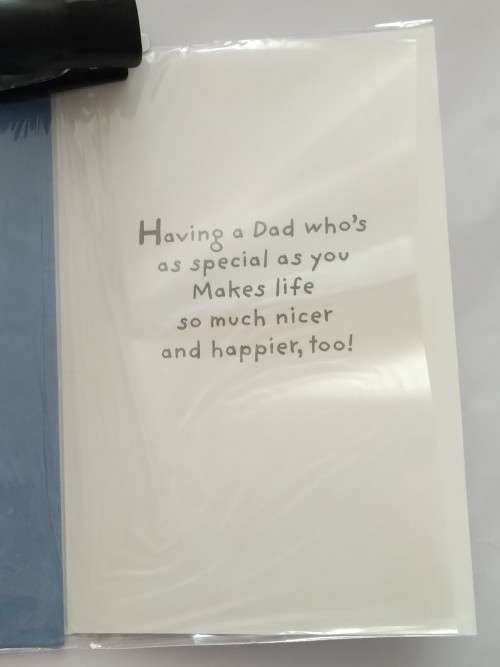 Having a Dad who's
as special as you
Makes life
so much nicer
and happier, too!